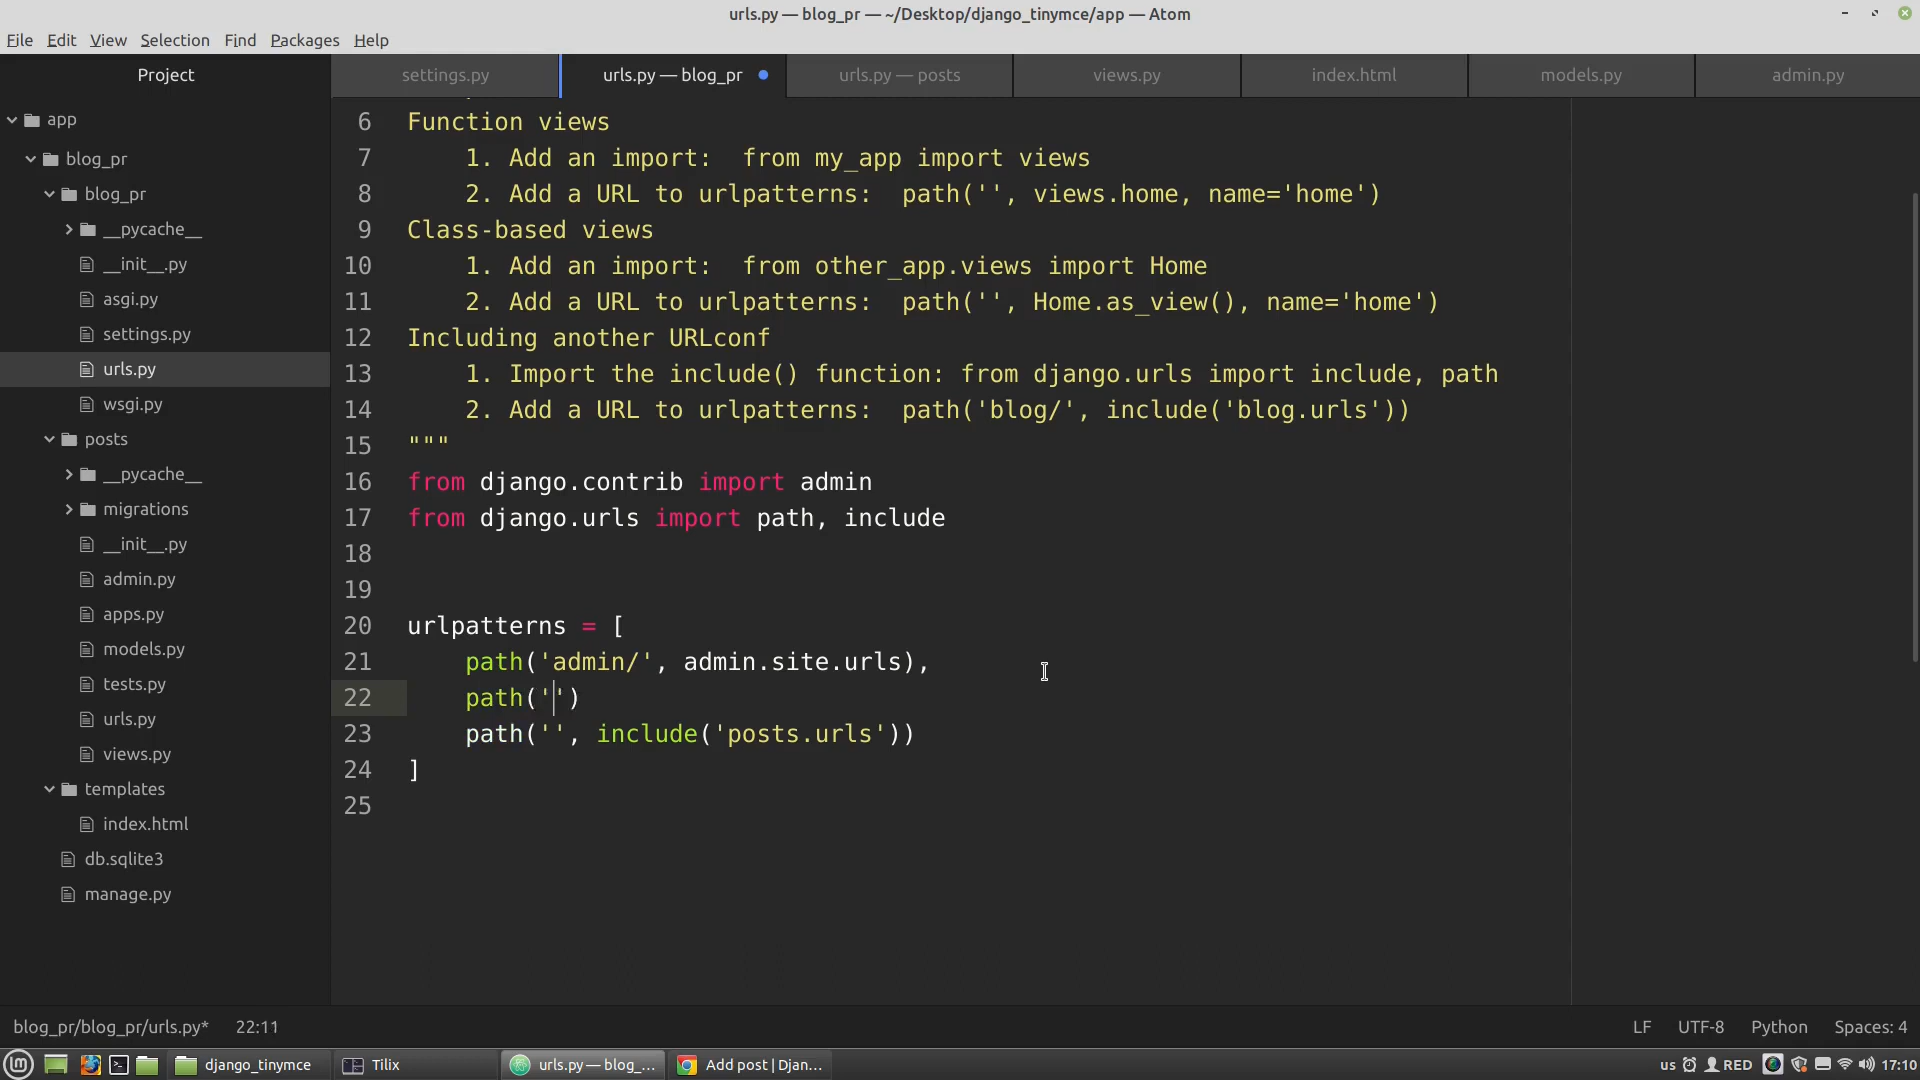 urls.py — blog_pr — ~/Desktop/django_tinymce/app — Atom
File Edit View Selection Find Packages Help
Project
settings.py
urls.py — blog_pr
urls.py — posts
views.py
index.html
models.py
admin.py
app
blog_pr
blog_pr
__pycache__
__init__.py
asgi.py
settings.py
urls.py
wsgi.py
posts
__pycache__
migrations
__init__.py
admin.py
apps.py
models.py
tests.py
urls.py
views.py
templates
index.html
db.sqlite3
manage.py
6 Function views
7     1. Add an import:  from my_app import views
8     2. Add a URL to urlpatterns:  path('', views.home, name='home')
9 Class-based views
10     1. Add an import:  from other_app.views import Home
11     2. Add a URL to urlpatterns:  path('', Home.as_view(), name='home')
12 Including another URLconf
13     1. Import the include() function: from django.urls import include, path
14     2. Add a URL to urlpatterns:  path('blog/', include('blog.urls'))
15 """
16 from django.contrib import admin
17 from django.urls import path, include
18
19
20 urlpatterns = [
21     path('admin/', admin.site.urls),
22     path('')
23     path('', include('posts.urls'))
24 ]
25
blog_pr/blog_pr/urls.py* 22:11 LF UTF-8 Python Spaces: 4
django_tinymce Tilix urls.py — blog_... Add post | Djan... us RED 17:10